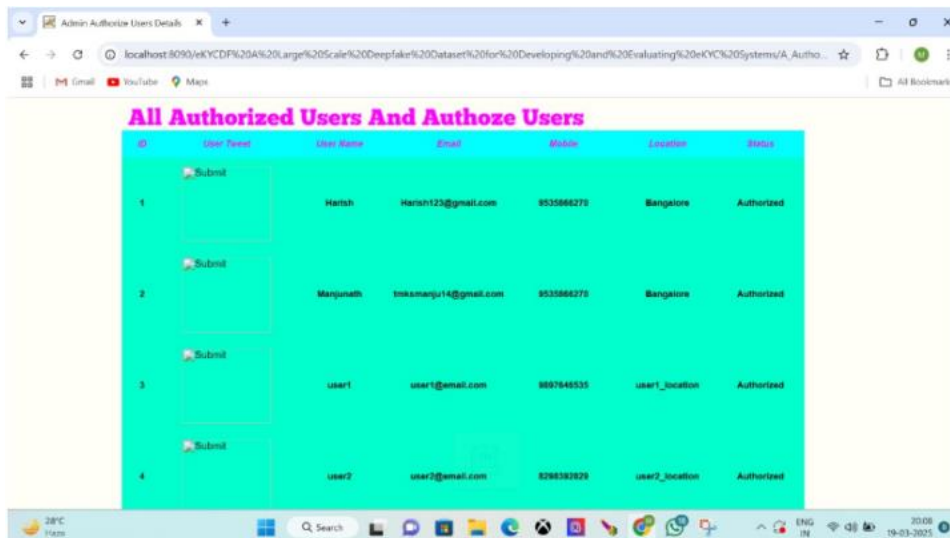 Admin Authorize Users Details
localhost:8090/eKYCDF%20A%20Large%20Scale%20Deepfake%20Dataset%20for%20Developing%20and%20Evaluating%20eKYC%20Systems/A_Autho...
Gmail YouTube Maps All Bookmark
All Authorized Users And Authoze Users
ID User Tweet User Name Email Mobile Location Status
Submit
1 Harish Harish123@gmail.com 9535866270 Bangalore Authorized
Submit
2 Manjunath tmksmanju14@gmail.com 9535866270 Bangalore Authorized
Submit
3 user1 user1@email.com 9897646535 user1_location Authorized
Submit
4 user2 user2@email.com user2_location Authorized
28°C
Haze
Search
ENG
IN
20:08
19-03-2025